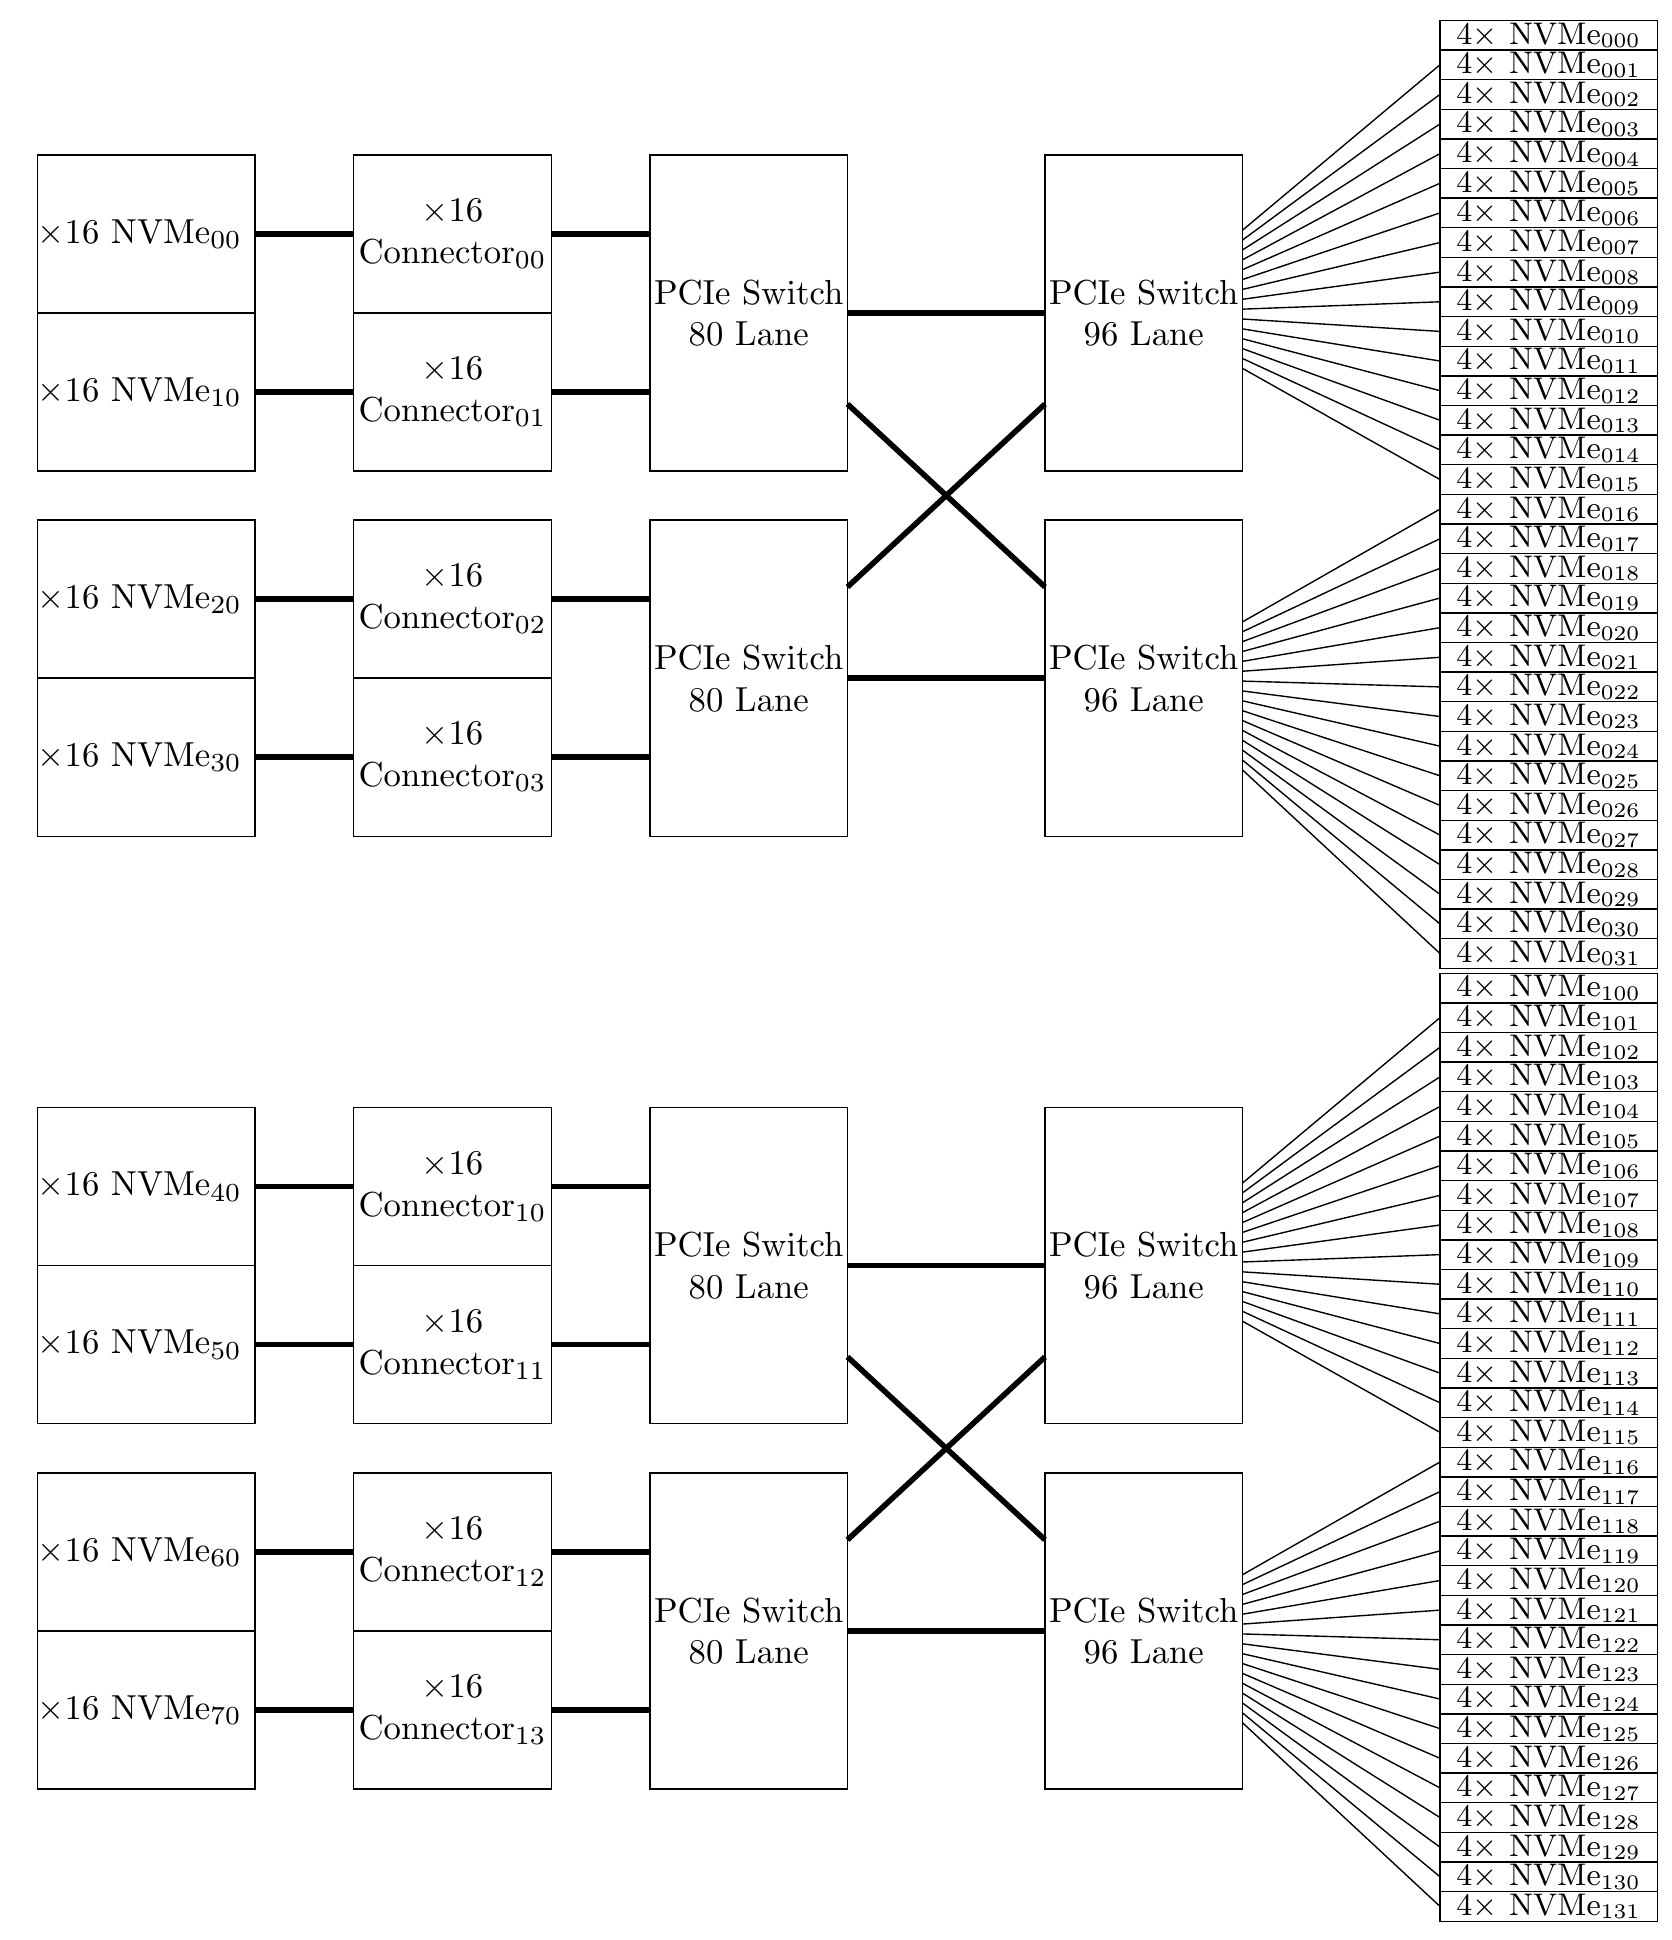 ×16 NVMe₀₀
×16 NVMe₁₀
×16
Connector₀₀
×16
Connector₀₁
PCIe Switch
80 Lane
PCIe Switch
96 Lane
×16 NVMe₂₀
×16 NVMe₃₀
×16
Connector₀₂
×16
Connector₀₃
PCIe Switch
80 Lane
PCIe Switch
96 Lane
4× NVMe₀₀₀
4× NVMe₀₀₁
4× NVMe₀₀₂
4× NVMe₀₀₃
4× NVMe₀₀₄
4× NVMe₀₀₅
4× NVMe₀₀₆
4× NVMe₀₀₇
4× NVMe₀₀₈
4× NVMe₀₀₉
4× NVMe₀₁₀
4× NVMe₀₁₁
4× NVMe₀₁₂
4× NVMe₀₁₃
4× NVMe₀₁₄
4× NVMe₀₁₅
4× NVMe₀₁₆
4× NVMe₀₁₇
4× NVMe₀₁₈
4× NVMe₀₁₉
4× NVMe₀₂₀
4× NVMe₀₂₁
4× NVMe₀₂₂
4× NVMe₀₂₃
4× NVMe₀₂₄
4× NVMe₀₂₅
4× NVMe₀₂₆
4× NVMe₀₂₇
4× NVMe₀₂₈
4× NVMe₀₂₉
4× NVMe₀₃₀
4× NVMe₀₃₁
×16 NVMe₄₀
×16 NVMe₅₀
×16
Connector₁₀
×16
Connector₁₁
PCIe Switch
80 Lane
PCIe Switch
96 Lane
×16 NVMe₆₀
×16 NVMe₇₀
×16
Connector₁₂
×16
Connector₁₃
PCIe Switch
80 Lane
PCIe Switch
96 Lane
4× NVMe₁₀₀
4× NVMe₁₀₁
4× NVMe₁₀₂
4× NVMe₁₀₃
4× NVMe₁₀₄
4× NVMe₁₀₅
4× NVMe₁₀₆
4× NVMe₁₀₇
4× NVMe₁₀₈
4× NVMe₁₀₉
4× NVMe₁₁₀
4× NVMe₁₁₁
4× NVMe₁₁₂
4× NVMe₁₁₃
4× NVMe₁₁₄
4× NVMe₁₁₅
4× NVMe₁₁₆
4× NVMe₁₁₇
4× NVMe₁₁₈
4× NVMe₁₁₉
4× NVMe₁₂₀
4× NVMe₁₂₁
4× NVMe₁₂₂
4× NVMe₁₂₃
4× NVMe₁₂₄
4× NVMe₁₂₅
4× NVMe₁₂₆
4× NVMe₁₂₇
4× NVMe₁₂₈
4× NVMe₁₂₉
4× NVMe₁₃₀
4× NVMe₁₃₁